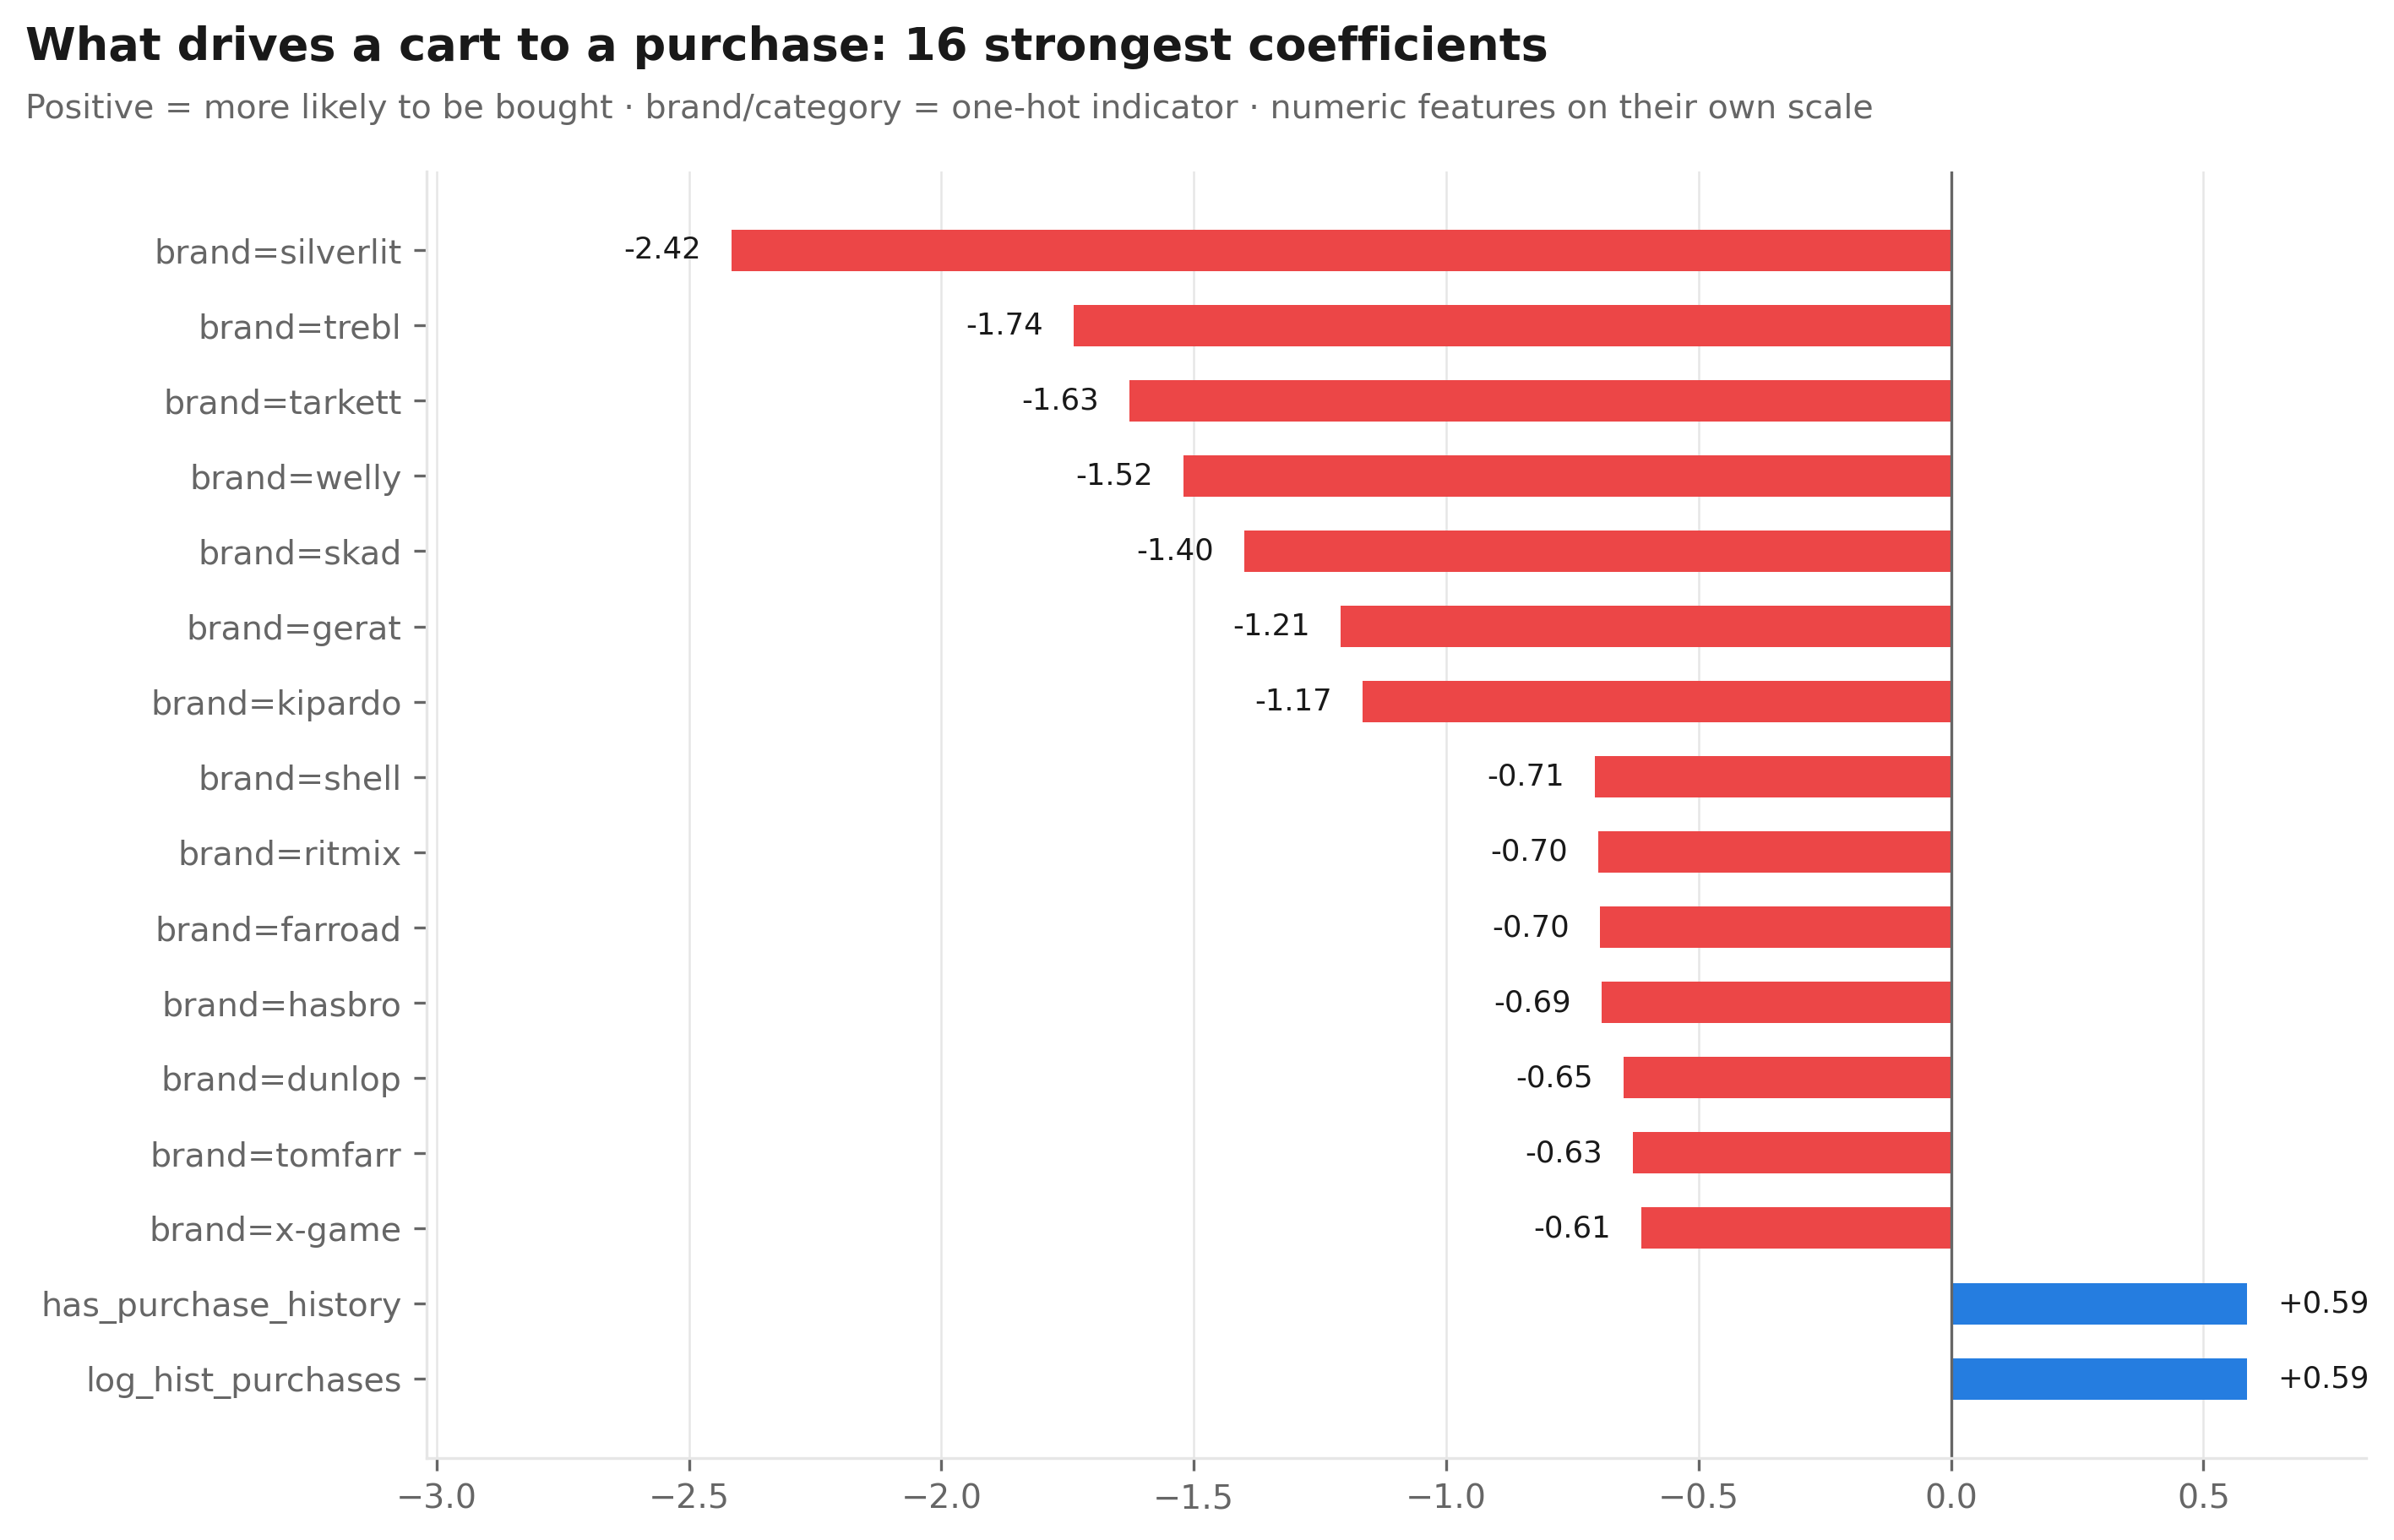 What drives a cart to a purchase: 16 strongest coefficients
Positive = more likely to be bought · brand/category = one-hot indicator · numeric features on their own scale
brand=silverlit -2.42
brand=trebl -1.74
brand=tarkett -1.63
brand=welly -1.52
brand=skad -1.40
brand=gerat -1.21
brand=kipardo -1.17
brand=shell -0.71
brand=ritmix -0.70
brand=farroad -0.70
brand=hasbro -0.69
brand=dunlop -0.65
brand=tomfarr -0.63
brand=x-game -0.61
has_purchase_history +0.59
log_hist_purchases +0.59
−3.0 −2.5 −2.0 −1.5 −1.0 −0.5 0.0 0.5